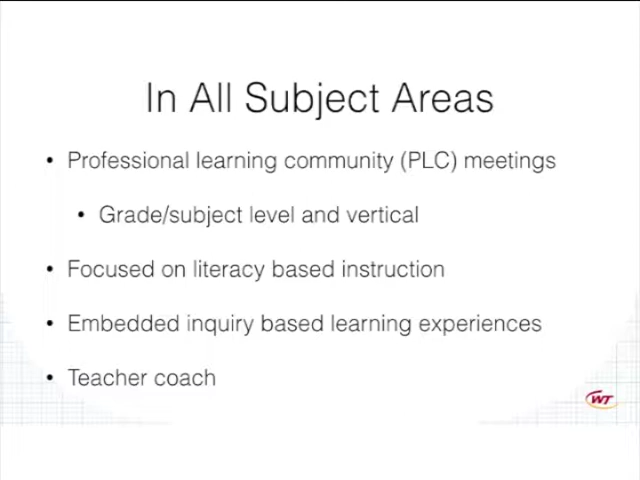 In All Subject Areas
• Professional learning community (PLC) meetings
• Grade/subject level and vertical
• Focused on literacy based instruction
• Embedded inquiry based learning experiences
• Teacher coach
WT